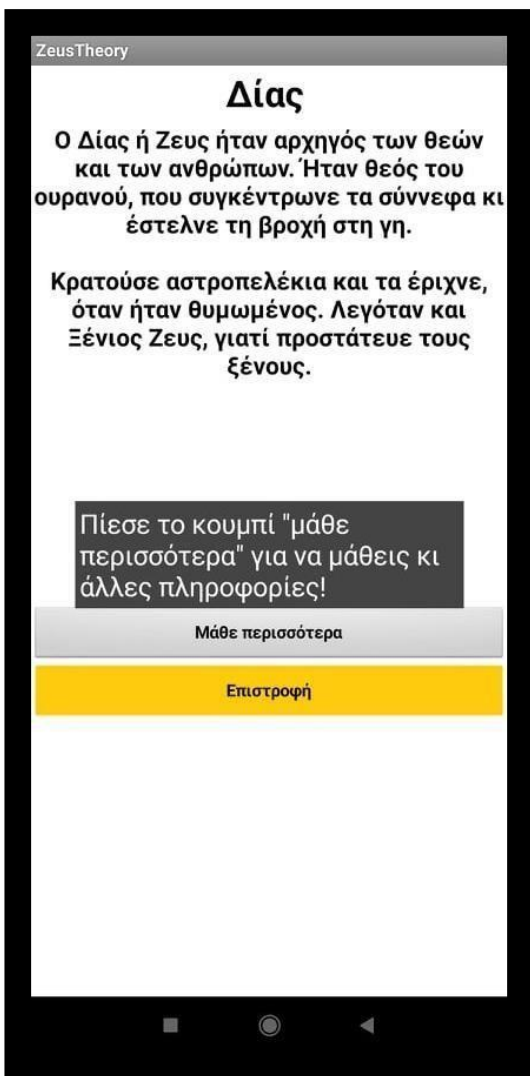 ZeusTheory
Δίας
Ο Δίας ή Ζευς ήταν αρχηγός των θεών
και των ανθρώπων. Ήταν θεός του
ουρανού, που συγκέντρωνε τα σύννεφα κι
έστελνε τη βροχή στη γη.
Κρατούσε αστροπελέκια και τα έριχνε,
όταν ήταν θυμωμένος. Λεγόταν και
Ξένιος Ζευς, γιατί προστάτευε τους
ξένους.
Πίεσε το κουμπί "μάθε
περισσότερα" για να μάθεις κι
άλλες πληροφορίες!
Μάθε περισσότερα
Επιστροφή